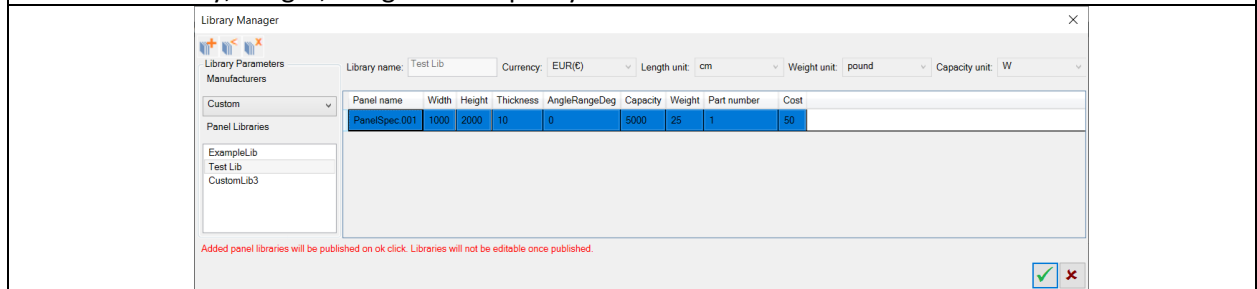 Library Manager
Library Parameters
Manufacturers
Custom
Panel Libraries
ExampleLib
Test Lib
CustomLib3
Library name: Test Lib Currency: EUR(€) Length unit: cm Weight unit: pound Capacity unit: W
Panel name Width Height Thickness AngleRangeDeg Capacity Weight Part number Cost
PanelSpec.001 1000 2000 10 0 5000 25 1 50
Added panel libraries will be published on ok click. Libraries will not be editable once published.